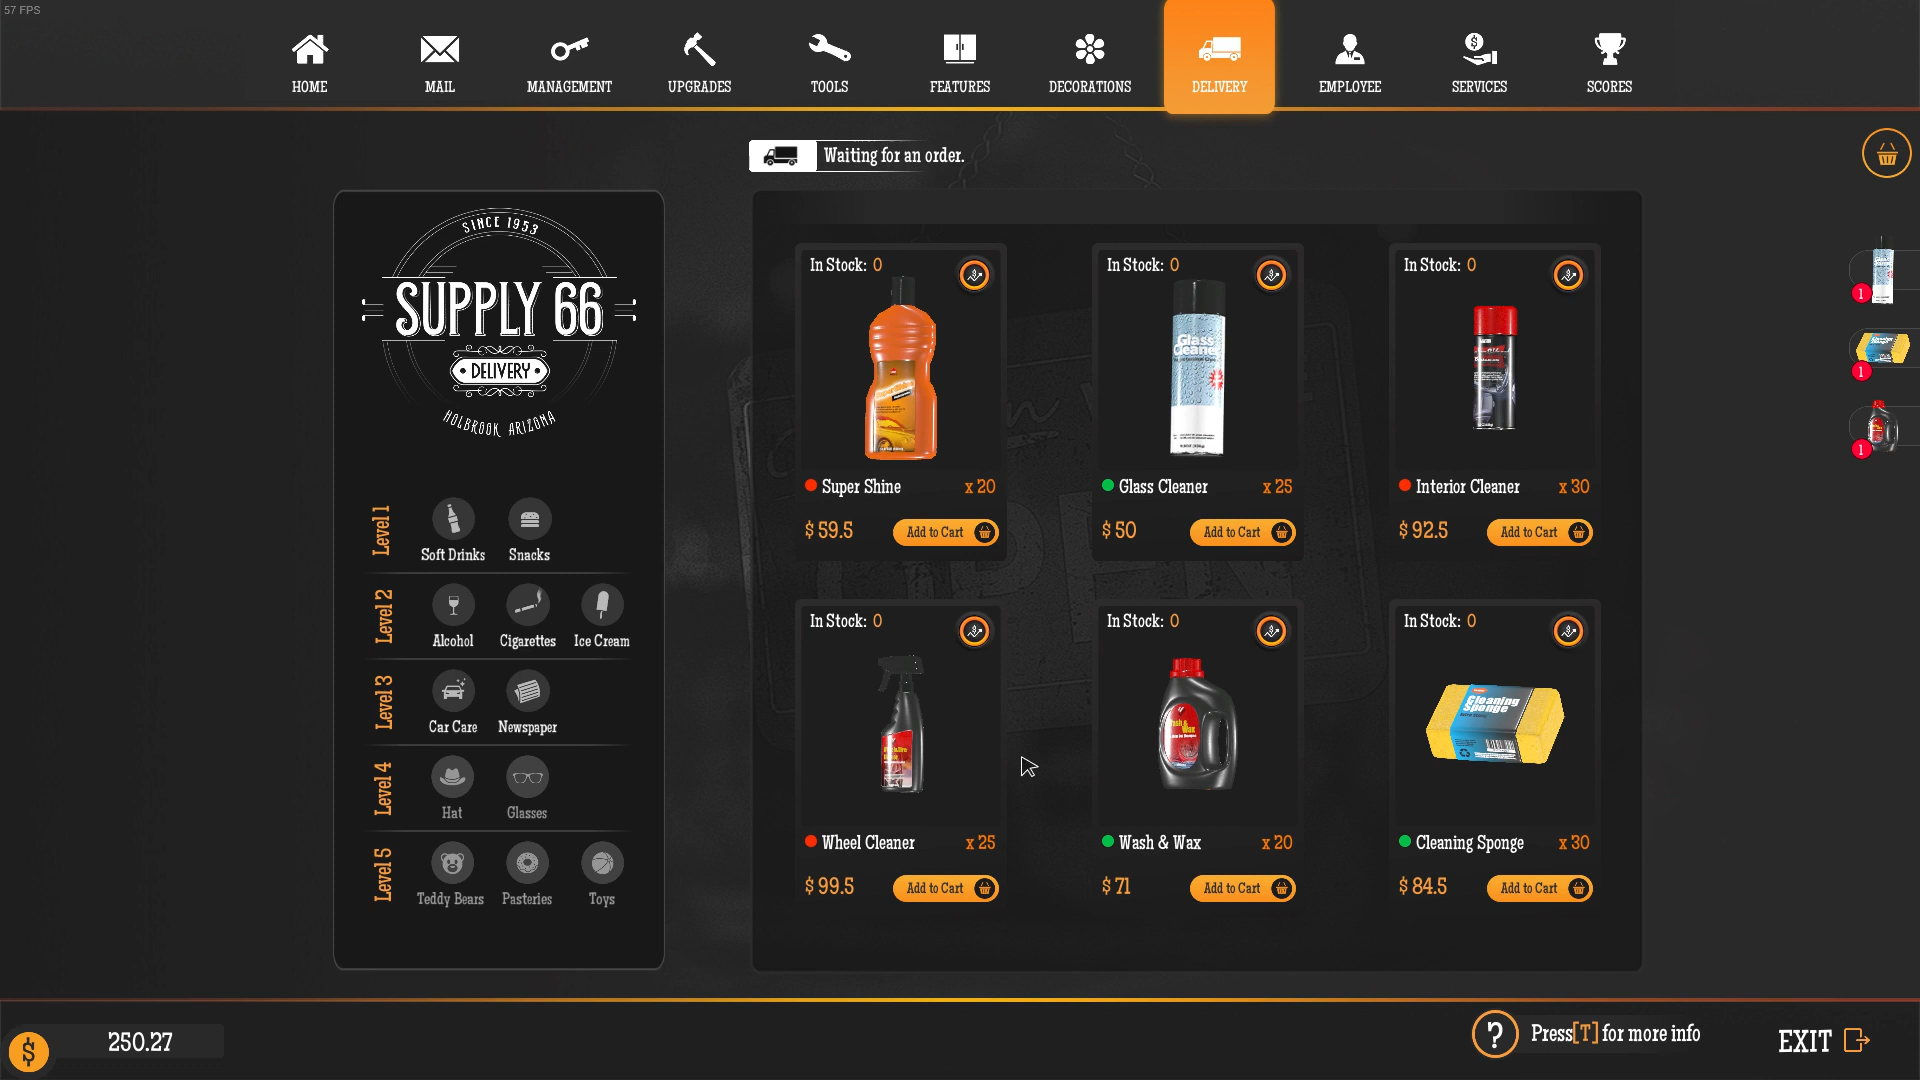 57 FPS
HOME
MAIL
MANAGEMENT
UPGRADES
TOOLS
FEATURES
DECORATIONS
DELIVERY
EMPLOYEE
SERVICES
SCORES
Waiting for an order.
SINCE 1953
SUPPLY 66
DELIVERY
HOLBROOK, ARIZONA
Level 1
Soft Drinks
Snacks
Level 2
Alcohol
Cigarettes
Ice Cream
Level 3
Car Care
Newspaper
Level 4
Hat
Glasses
Level 5
Teddy Bears
Pasteries
Toys
In Stock: 0
Super Shine x 20
$ 59.5
Add to Cart
In Stock: 0
Glass Cleaner
Glass Cleaner x 25
$ 50
Add to Cart
In Stock: 0
Interior Cleaner x 30
$ 92.5
Add to Cart
In Stock: 0
Wheel Cleaner x 25
$ 99.5
Add to Cart
In Stock: 0
Wash & Wax x 20
$ 71
Add to Cart
In Stock: 0
Cleaning
Sponge
Cleaning Sponge x 30
$ 84.5
Add to Cart
1
1
1
250.27
Press[T] for more info
EXIT